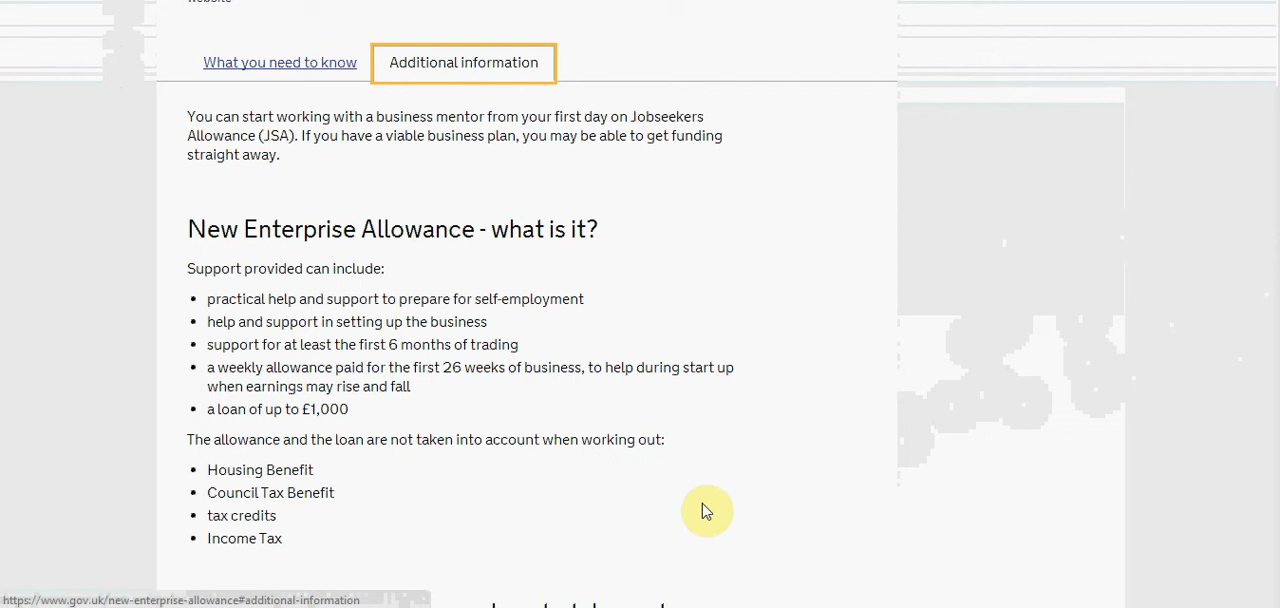 What you need to know
Additional information
You can start working with a business mentor from your first day on Jobseekers
Allowance (JSA). If you have a viable business plan, you may be able to get funding
straight away.
New Enterprise Allowance - what is it?
Support provided can include:
practical help and support to prepare for self-employment
help and support in setting up the business
support for at least the first 6 months of trading
a weekly allowance paid for the first 26 weeks of business, to help during start up
when earnings may rise and fall
a loan of up to £1,000
The allowance and the loan are not taken into account when working out:
Housing Benefit
Council Tax Benefit
tax credits
Income Tax
https://www.gov.uk/new-enterprise-allowance#additional-information